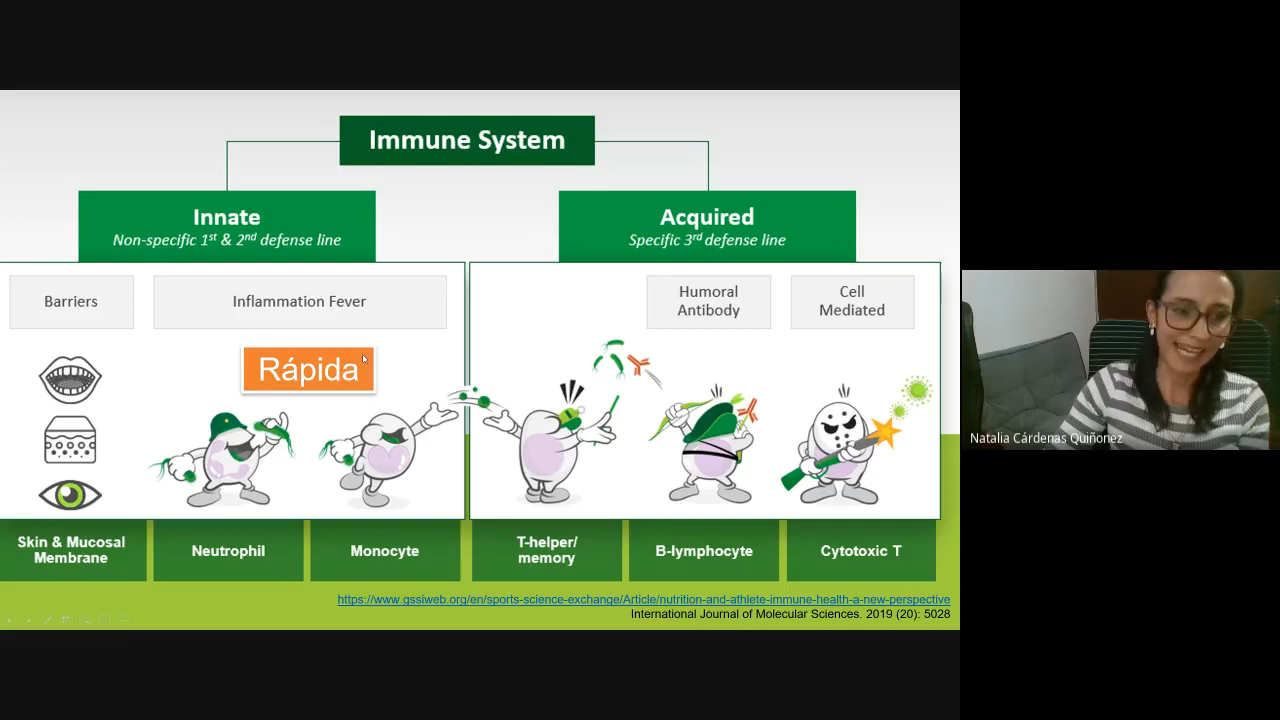 Immune System
Innate
Non-specific 1st & 2nd defense line
Acquired
Specific 3rd defense line
Barriers
Inflammation Fever
Humoral
Antibody
Cell
Mediated
Rápida
Skin & Mucosal
Membrane
Neutrophil
Monocyte
T-helper/
memory
B-lymphocyte
Cytotoxic T
https://www.gssiweb.org/en/sports-science-exchange/Article/nutrition-and-athlete-immune-health-a-new-perspective
International Journal of Molecular Sciences. 2019 (20): 5028
Natalia Cárdenas Quiñonez